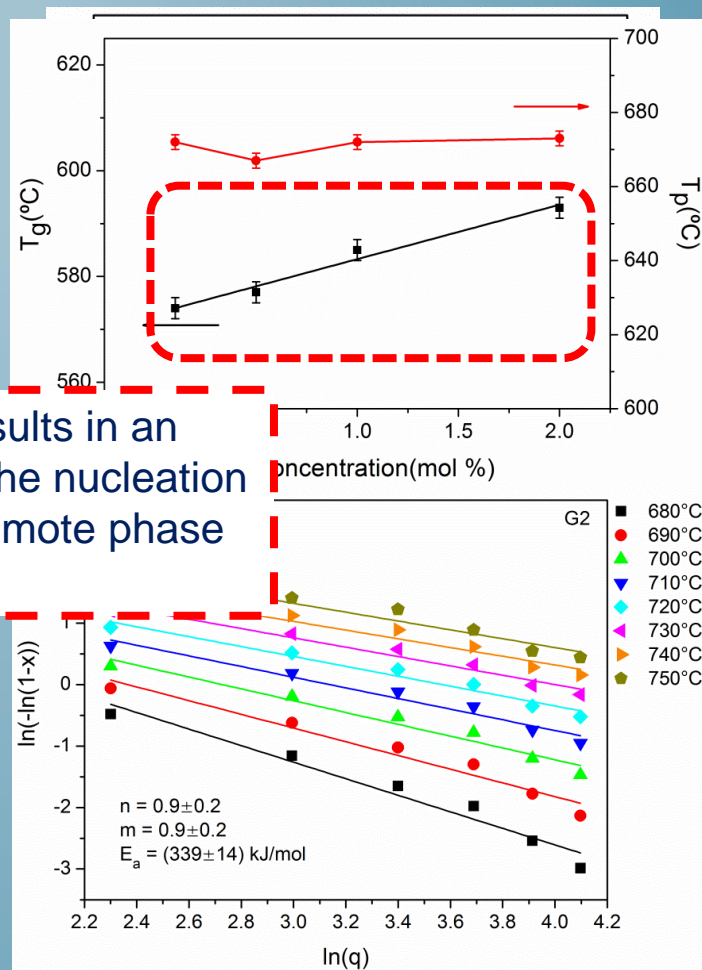 700
620
680
600
660
Tg(ºC)
Tp(ºC)
580
640
620
560
600
1.0
1.5
2.0
oncentration(mol %)
sults in an
he nucleation
mote phase
G2
680°C
690°C
700°C
710°C
720°C
730°C
740°C
750°C
1
0
-1
-2
-3
ln(-ln(1-x))
n = 0.9±0.2
m = 0.9±0.2
Ea = (339±14) kJ/mol
2.2 2.4 2.6 2.8 3.0 3.2 3.4 3.6 3.8 4.0 4.2
ln(q)